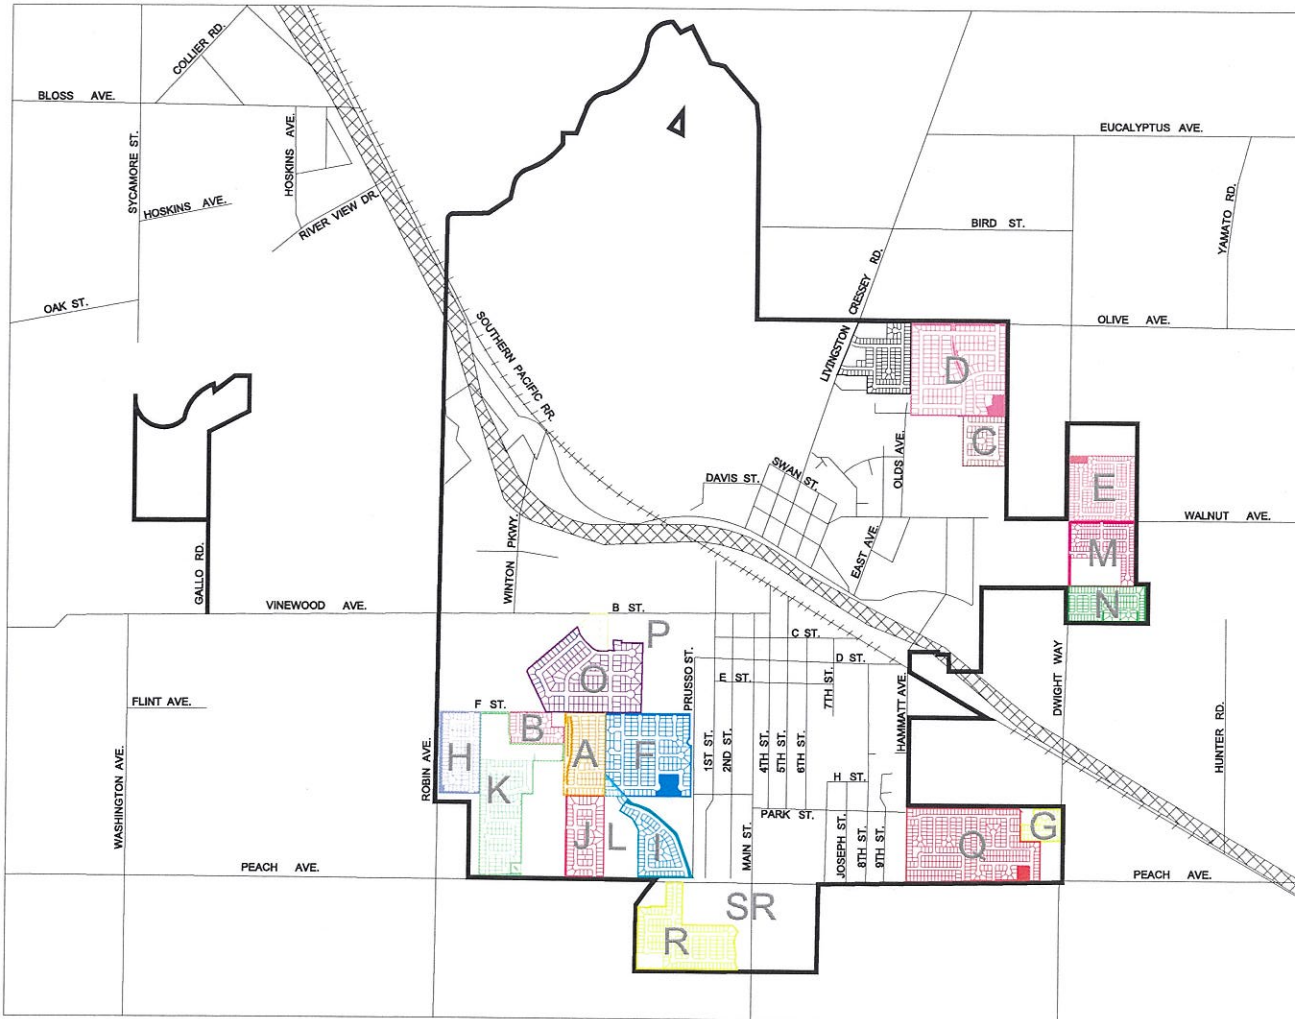 COLLIER RD.
BLOSS AVE.
SYCAMORE ST.
HOSKINS AVE.
HOSKINS AVE.
RIVER VIEW DR.
OAK ST.
EUCALYPTUS AVE.
YAMATO RD.
BIRD ST.
LIVINGSTON CRESSEY RD.
OLIVE AVE.
SOUTHERN PACIFIC RR.
D
C
OLDS AVE.
SWAN ST.
DAVIS ST.
E
WALNUT AVE.
WINTON PKWY.
EAST AVE.
M
GALLO RD.
N
VINEWOOD AVE.
B ST.
P
C ST.
PRUSSO ST.
D ST.
E ST.
7TH ST.
HAMMATT AVE.
DWIGHT WAY
HUNTER RD.
O
FLINT AVE.
F ST.
B
H
A
F
K
ROBIN AVE.
WASHINGTON AVE.
1ST ST.
2ND ST.
4TH ST.
5TH ST.
6TH ST.
H ST.
PARK ST.
G
J
L
I
MAIN ST.
JOSEPH ST.
8TH ST.
9TH ST.
Q
PEACH AVE.
PEACH AVE.
SR
R